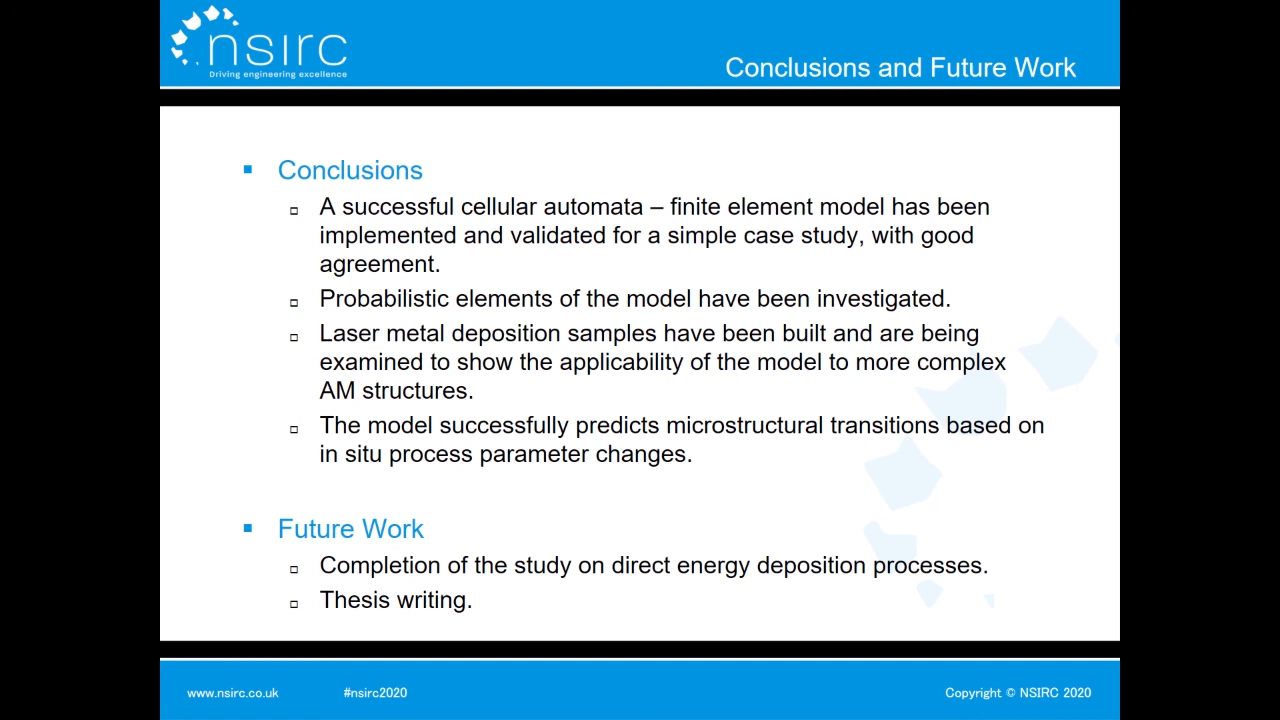 nsirc
Driving engineering excellence
Conclusions and Future Work
Conclusions
A successful cellular automata – finite element model has been
implemented and validated for a simple case study, with good
agreement.
Probabilistic elements of the model have been investigated.
Laser metal deposition samples have been built and are being
examined to show the applicability of the model to more complex
AM structures.
The model successfully predicts microstructural transitions based on
in situ process parameter changes.
Future Work
Completion of the study on direct energy deposition processes.
Thesis writing.
www.nsirc.co.uk
#nsirc2020
Copyright © NSIRC 2020